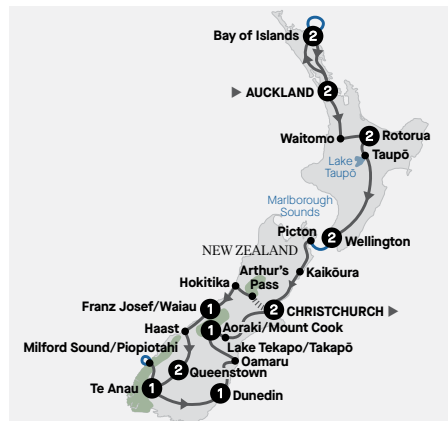 Bay of Islands
2
▶ AUCKLAND
2
Waitomo
2
Rotorua
Taupō
Lake
Taupō
Marlborough
Sounds
Picton
2
Wellington
NEW ZEALAND
Arthur's
Pass
Kaikōura
Hokitika
Franz Josef/Waiau
1
2
CHRISTCHURCH ▶
Haast
1
Aoraki/Mount Cook
Milford Sound/Piopiotahi
Lake Tekapo/Takapō
Oamaru
2
Queenstown
Te Anau
1
1
Dunedin